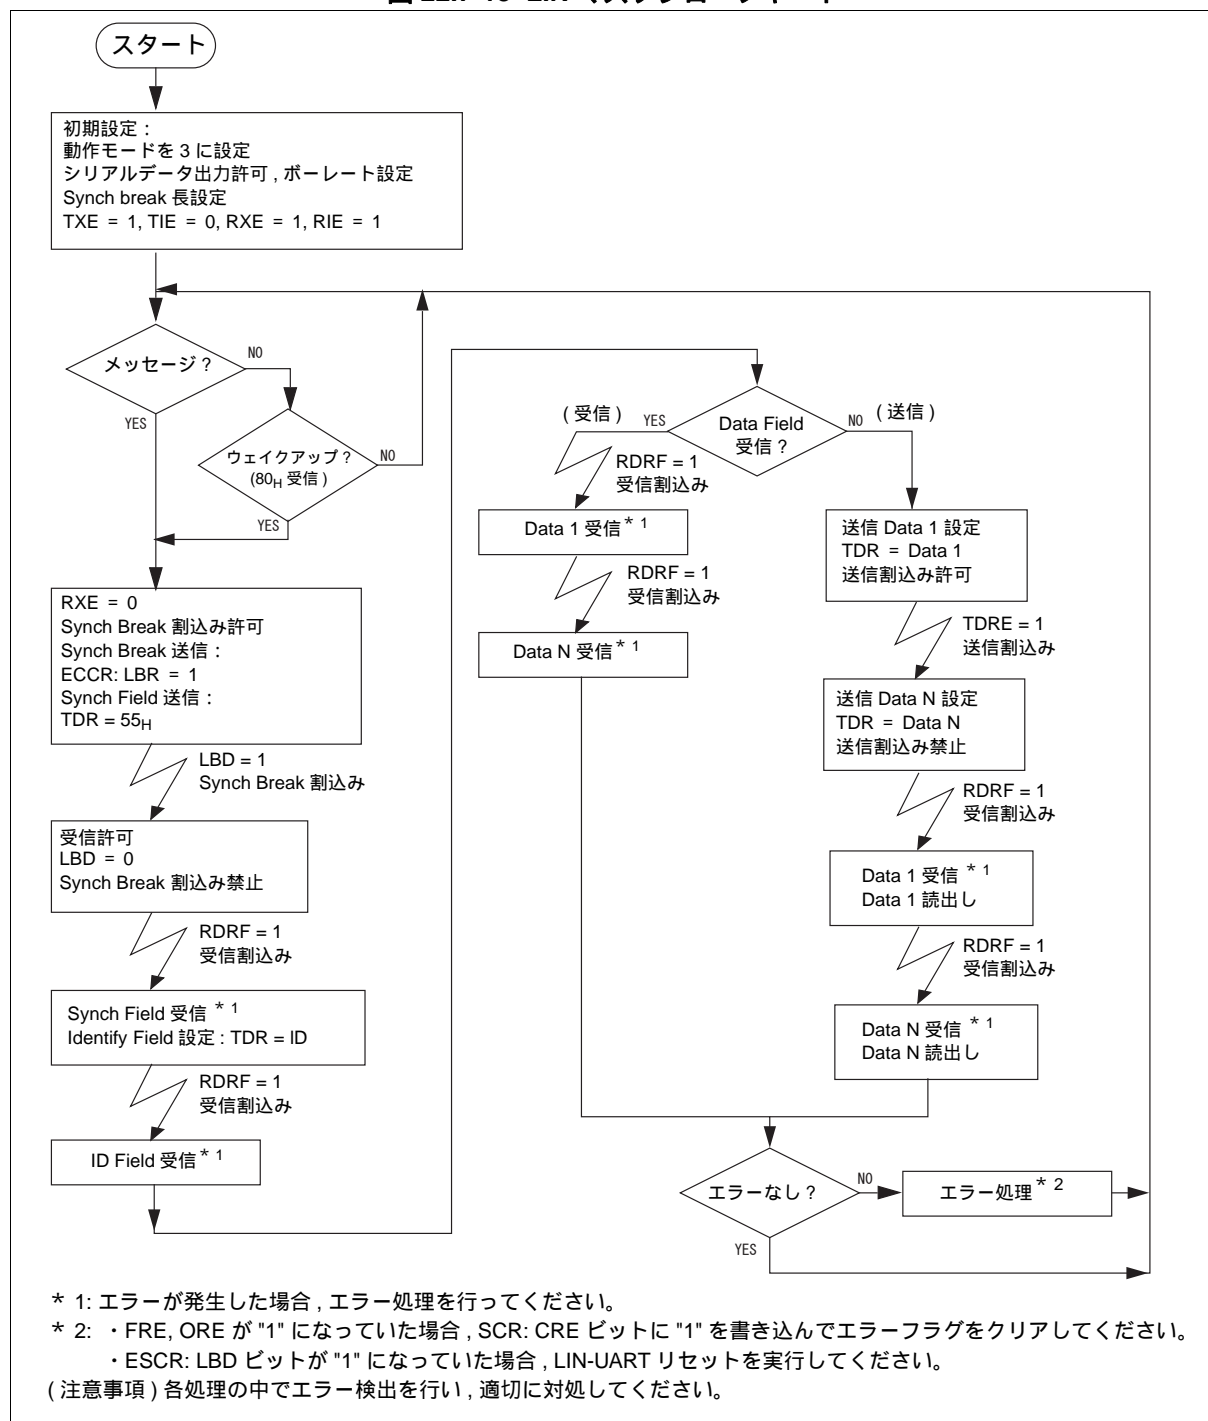 スタート
初期設定 :
動作モードを 3 に設定
シリアルデータ出力許可 , ボーレート設定
Synch break 長設定
TXE = 1, TIE = 0, RXE = 1, RIE = 1
メッセージ ?
NO
YES
ウェイクアップ ?
(80H 受信 )
NO
YES
RXE = 0
Synch Break 割込み許可
Synch Break 送信 :
ECCR: LBR = 1
Synch Field 送信 :
TDR = 55H
LBD = 1
Synch Break 割込み
受信許可
LBD = 0
Synch Break 割込み禁止
RDRF = 1
受信割込み
Synch Field 受信 * 1
Identify Field 設定 : TDR = ID
RDRF = 1
受信割込み
ID Field 受信 * 1
Data Field
受信 ?
( 受信 )
YES
NO
( 送信 )
RDRF = 1
受信割込み
Data 1 受信 * 1
RDRF = 1
受信割込み
Data N 受信 * 1
送信 Data 1 設定
TDR = Data 1
送信割込み許可
TDRE = 1
送信割込み
送信 Data N 設定
TDR = Data N
送信割込み禁止
RDRF = 1
受信割込み
Data 1 受信 * 1
Data 1 読出し
RDRF = 1
受信割込み
Data N 受信 * 1
Data N 読出し
エラーなし ?
NO
YES
エラー処理 * 2
* 1: エラーが発生した場合 , エラー処理を行ってください。
* 2: ・FRE, ORE が "1" になっていた場合 , SCR: CRE ビットに "1" を書き込んでエラーフラグをクリアしてください。
・ESCR: LBD ビットが "1" になっていた場合 , LIN-UART リセットを実行してください。
( 注意事項 ) 各処理の中でエラー検出を行い , 適切に対処してください。